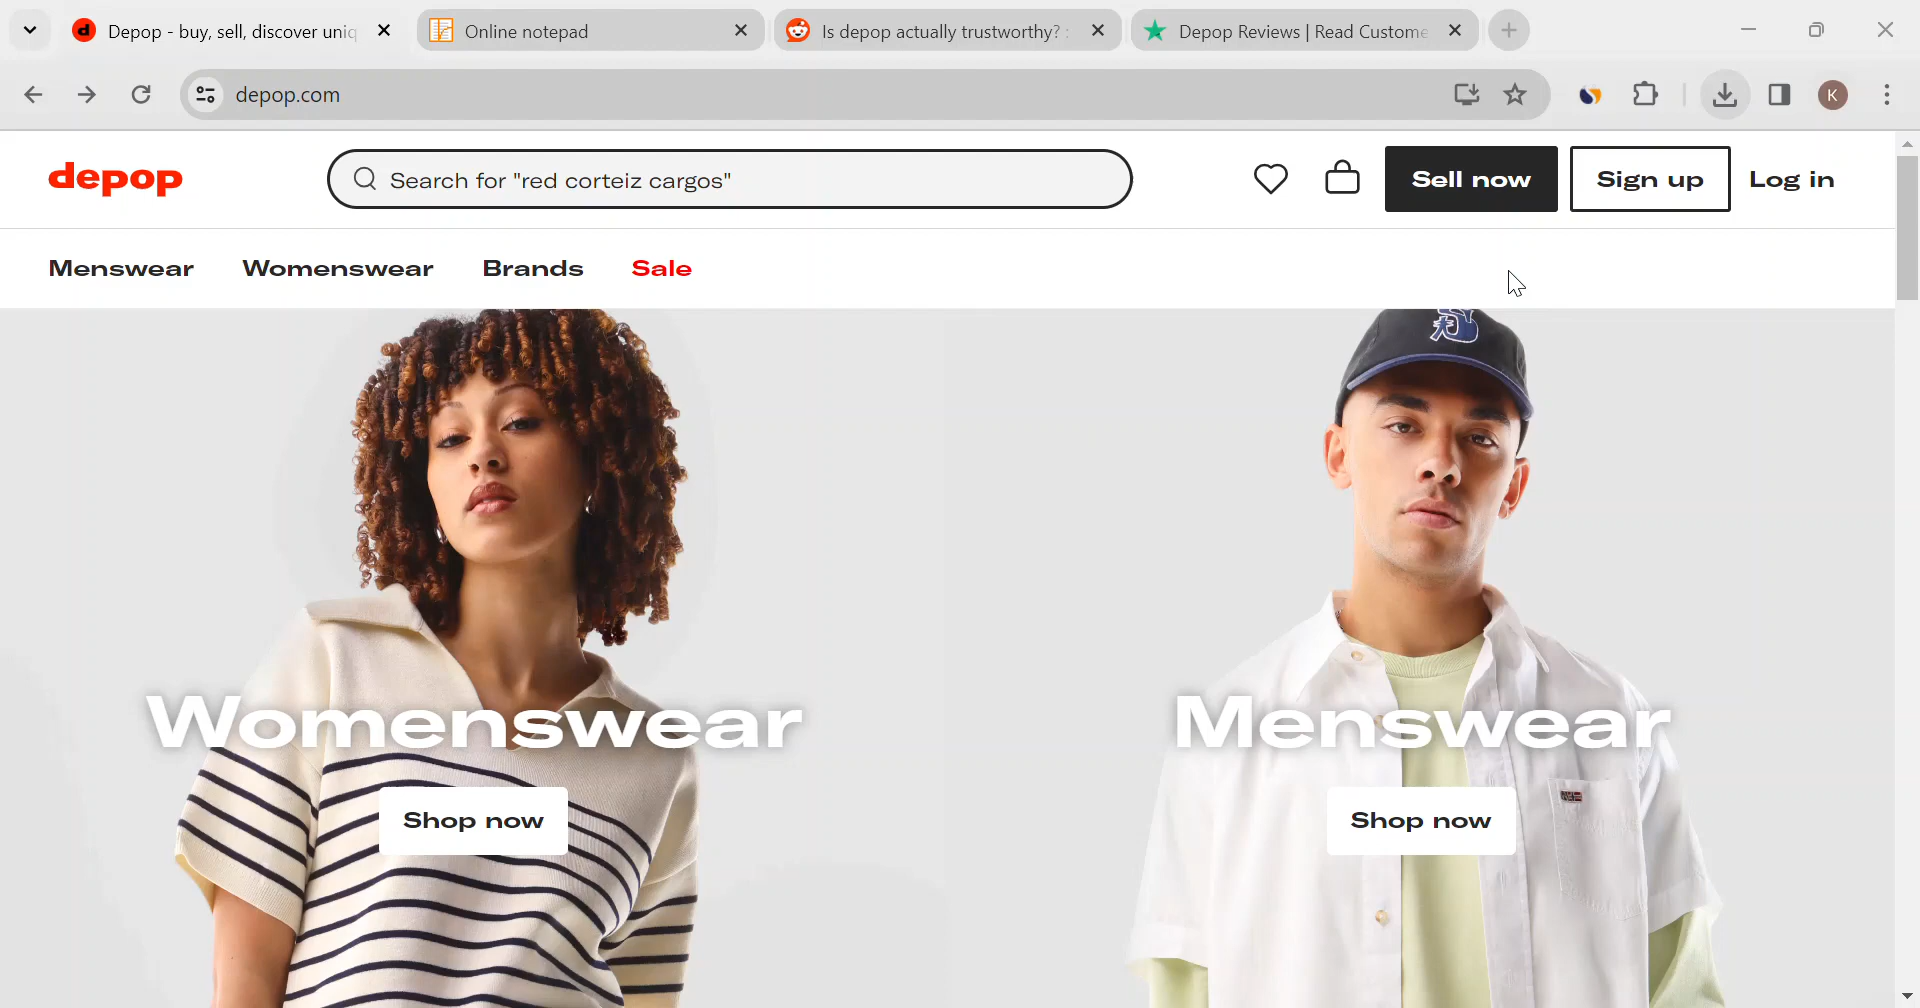 Depop - buy, sell, discover uniq
Online notepad
Is depop actually trustworthy? :
Depop Reviews | Read Custome
depop.com
K
depop
Search for "red corteiz cargos"
Sell now
Sign up
Log in
Menswear
Womenswear
Brands
Sale
Womenswear
Shop now
Menswear
Shop now